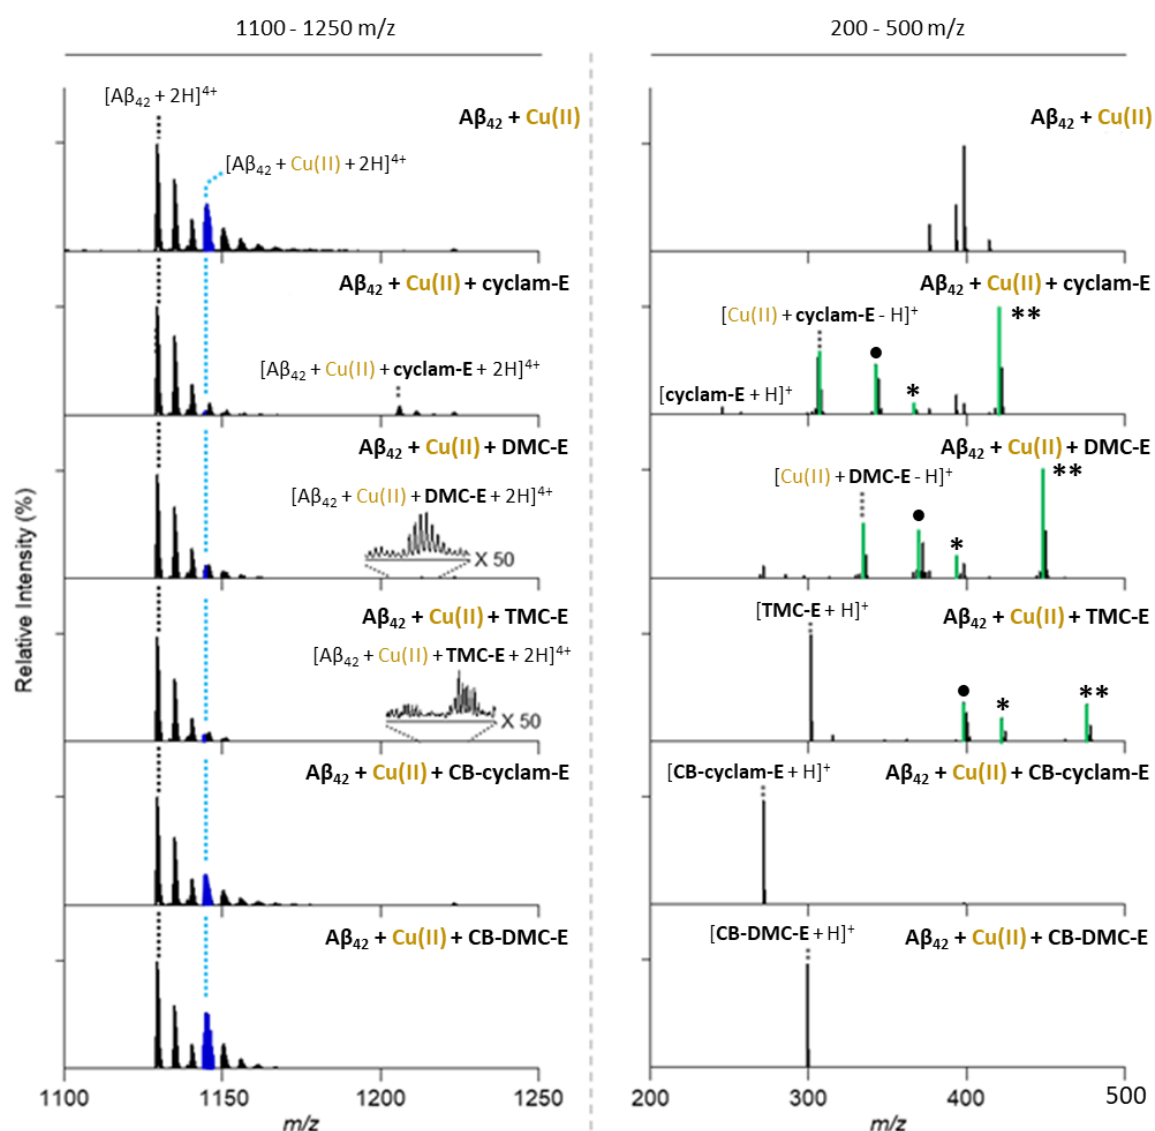 1100 - 1250 m/z
200 - 500 m/z
[Aβ₄₂ + 2H]⁴⁺
Aβ₄₂ + Cu(II)
[Aβ₄₂ + Cu(II) + 2H]⁴⁺
Aβ₄₂ + Cu(II)
Aβ₄₂ + Cu(II) + cyclam-E
[Aβ₄₂ + Cu(II) + cyclam-E + 2H]⁴⁺
Aβ₄₂ + Cu(II) + cyclam-E
[Cu(II) + cyclam-E - H]⁺
**
●
[cyclam-E + H]⁺
*
Aβ₄₂ + Cu(II) + DMC-E
[Aβ₄₂ + Cu(II) + DMC-E + 2H]⁴⁺
X 50
Aβ₄₂ + Cu(II) + DMC-E
[Cu(II) + DMC-E - H]⁺
**
●
*
Aβ₄₂ + Cu(II) + TMC-E
[Aβ₄₂ + Cu(II) + TMC-E + 2H]⁴⁺
X 50
[TMC-E + H]⁺
Aβ₄₂ + Cu(II) + TMC-E
●
*
**
Aβ₄₂ + Cu(II) + CB-cyclam-E
[CB-cyclam-E + H]⁺
Aβ₄₂ + Cu(II) + CB-cyclam-E
Aβ₄₂ + Cu(II) + CB-DMC-E
[CB-DMC-E + H]⁺
Aβ₄₂ + Cu(II) + CB-DMC-E
Relative Intensity (%)
1100 1150 1200 1250
m/z
200 300 400 500
m/z